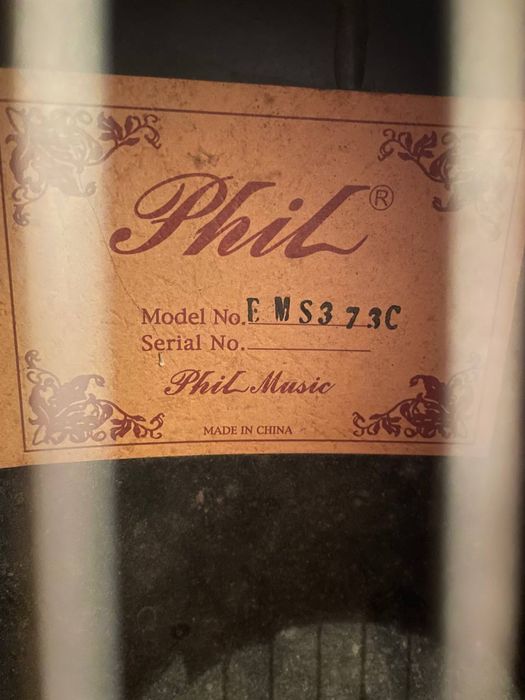 Phil®
Model No. EMS373C
Serial No.
Phil Music
MADE IN CHINA